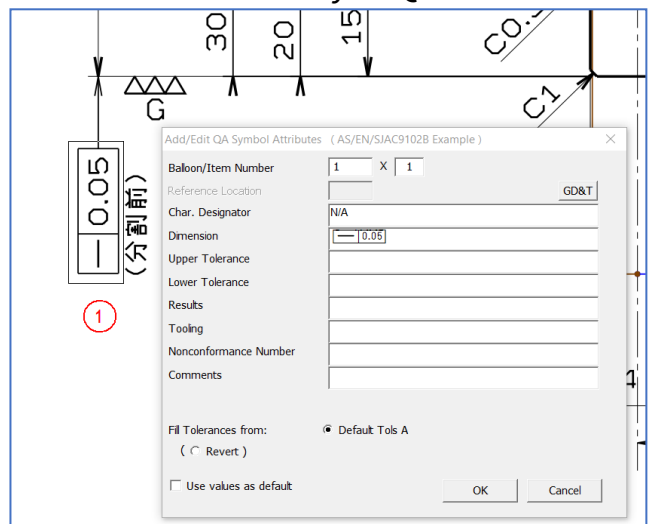 30
20
15
C0.
G
C1
0.05
(分割前)
1
Add/Edit QA Symbol Attributes ( AS/EN/SJAC9102B Example )
Balloon/Item Number 1 X 1
Reference Location GD&T
Char. Designator N/A
Dimension — 0.05
Upper Tolerance
Lower Tolerance
Results
Tooling
Nonconformance Number
Comments
Fill Tolerances from: Default Tols A
( Revert )
Use values as default
OK Cancel
4